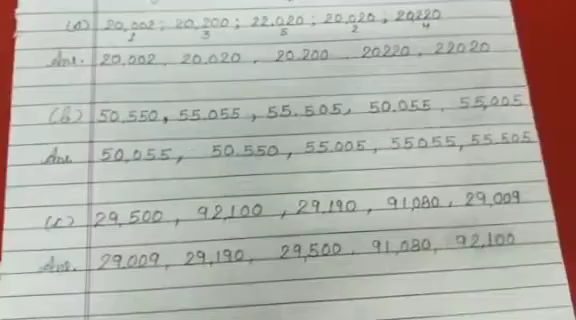 (a) 20,002; 20,200; 22,020; 20,020; 20220
1 3 5 2 4
Ans. 20.002, 20.020, 20.200, 20220, 22020
(b) 50,550, 55.055, 55.505, 50.055, 55,005
Ans 50,055, 50.550, 55.005, 55055, 55.505
(c) 29,500, 92,100, 29,190, 91,080, 29,009
Ans. 29.009, 29,190, 29,500, 91,080, 92,100